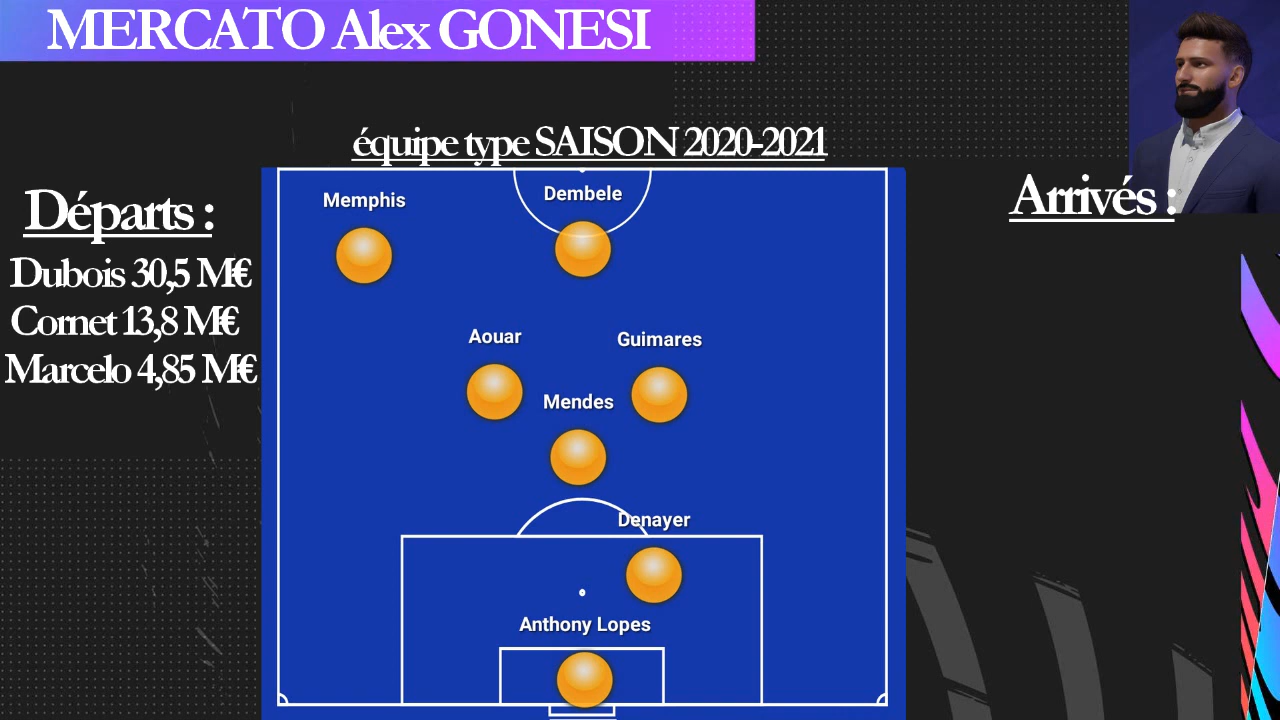 MERCATO Alex GONESI
équipe type SAISON 2020-2021
Départs :
Dubois 30,5 M€
Cornet 13,8 M€
Marcelo 4,85 M€
Memphis
Dembele
Aouar
Guimares
Mendes
Denayer
Anthony Lopes
Arrivés :